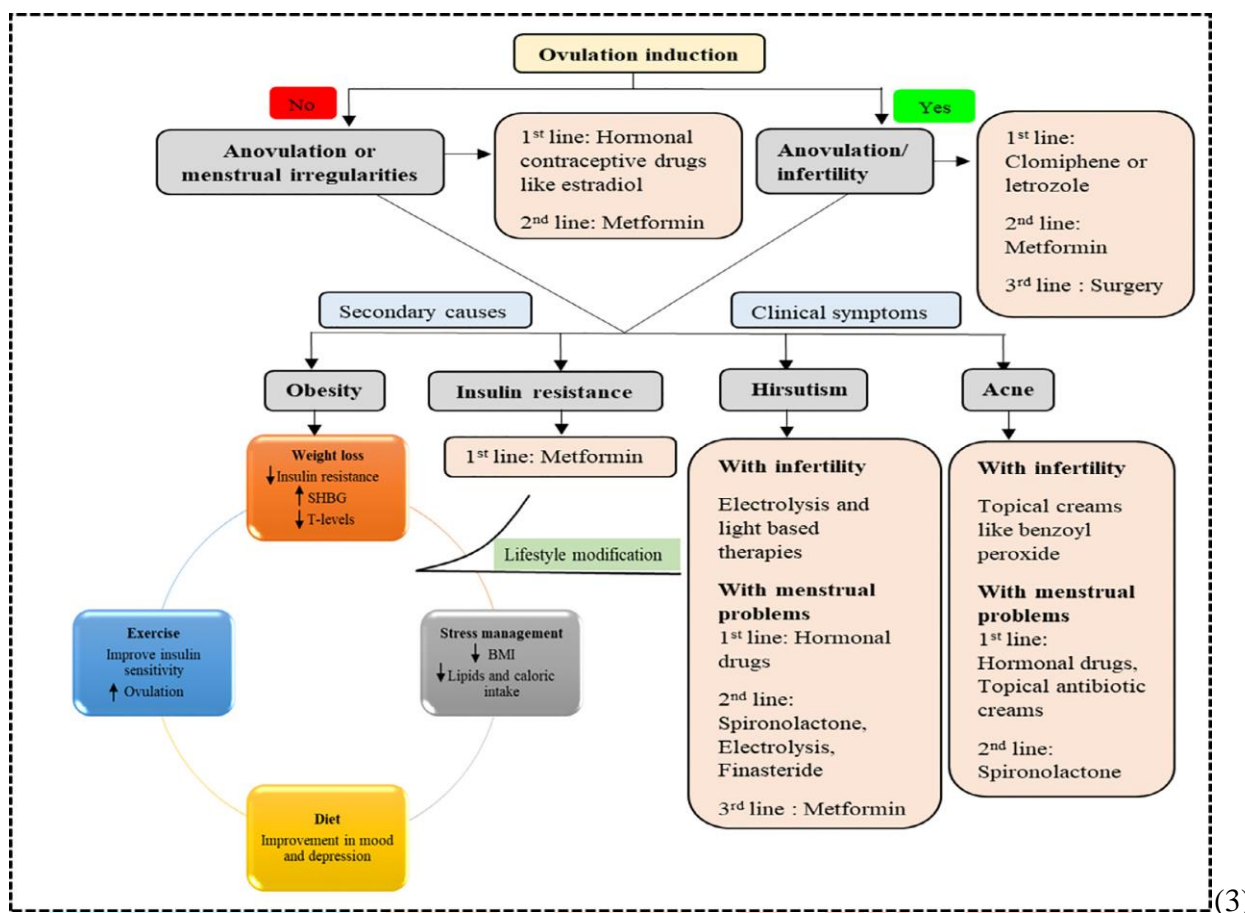 Ovulation induction
No
Yes
Anovulation or
menstrual irregularities
1st line: Hormonal
contraceptive drugs
like estradiol
2nd line: Metformin
Anovulation/
infertility
1st line:
Clomiphene or
letrozole
2nd line:
Metformin
3rd line : Surgery
Secondary causes
Clinical symptoms
Obesity
Insulin resistance
Hirsutism
Acne
Weight loss
↓Insulin resistance
↑ SHBG
↓ T-levels
1st line: Metformin
Lifestyle modification
Exercise
Improve insulin
sensitivity
↑ Ovulation
Stress management
↓ BMI
↓Lipids and caloric
intake
Diet
Improvement in mood
and depression
With infertility
Electrolysis and
light based
therapies
With menstrual
problems
1st line: Hormonal
drugs
2nd line:
Spironolactone,
Electrolysis,
Finasteride
3rd line : Metformin
With infertility
Topical creams
like benzoyl
peroxide
With menstrual
problems
1st line:
Hormonal drugs,
Topical antibiotic
creams
2nd line:
Spironolactone
(3)